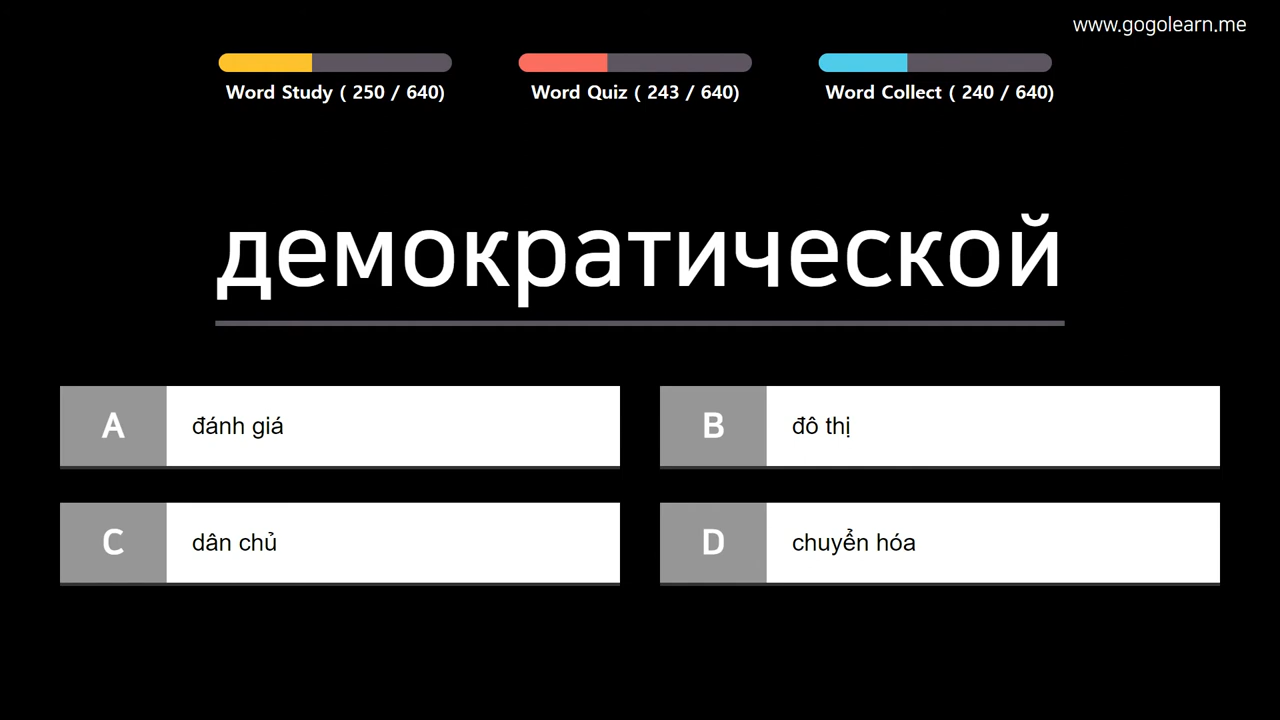 www.gogolearn.me
Word Study ( 250 / 640)
Word Quiz ( 243 / 640)
Word Collect ( 240 / 640)
демократической
A đánh giá
B đô thị
C dân chủ
D chuyển hóa